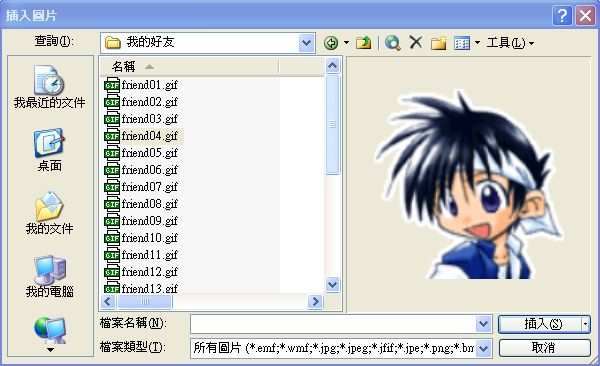 插入圖片
查詢(I):
我的好友
工具(L)
我最近的文件
桌面
我的文件
我的電腦
名稱
friend01.gif
friend02.gif
friend03.gif
friend04.gif
friend05.gif
friend06.gif
friend07.gif
friend08.gif
friend09.gif
friend10.gif
friend11.gif
friend12.gif
friend13.gif
檔案名稱(N):
插入(S)
檔案類型(T):
所有圖片 (*.emf;*.wmf;*.jpg;*.jpeg;*.jfif;*.jpe;*.png;*.bm
取消